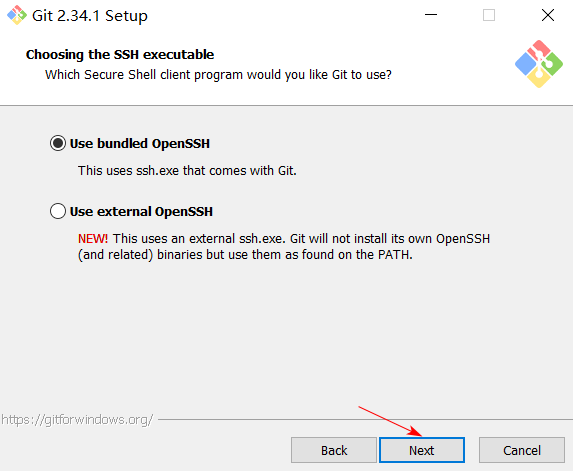 Git 2.34.1 Setup
Choosing the SSH executable
Which Secure Shell client program would you like Git to use?
Use bundled OpenSSH
This uses ssh.exe that comes with Git.
Use external OpenSSH
NEW! This uses an external ssh.exe. Git will not install its own OpenSSH
(and related) binaries but use them as found on the PATH.
https://gitforwindows.org/
Back Next Cancel